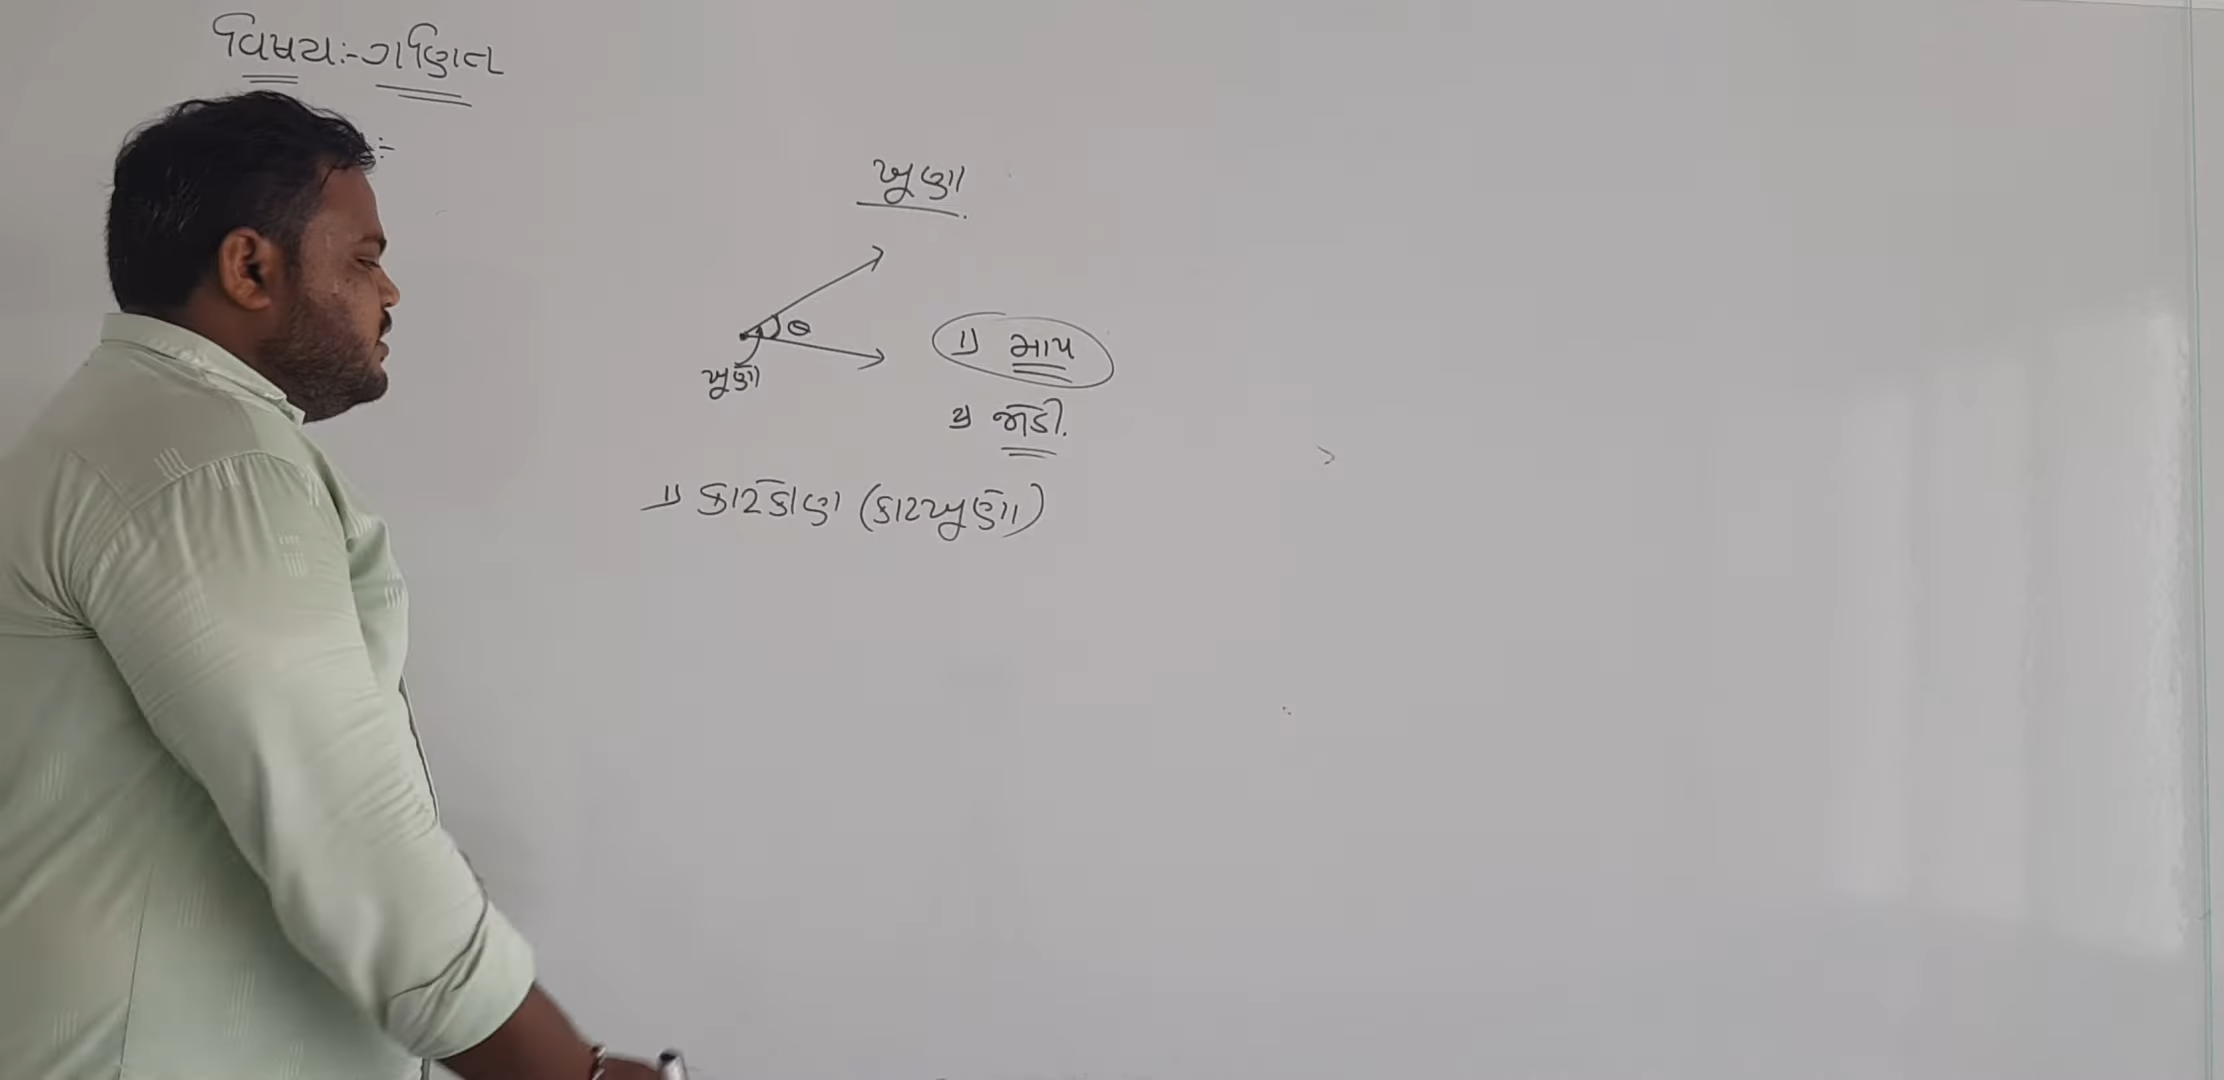 વિષય:- ગણિત
:-
ખૂણા
θ
ખૂણો
1) માપ
2) જોડી.
1) કાટકોણ (કાટખૂણો)